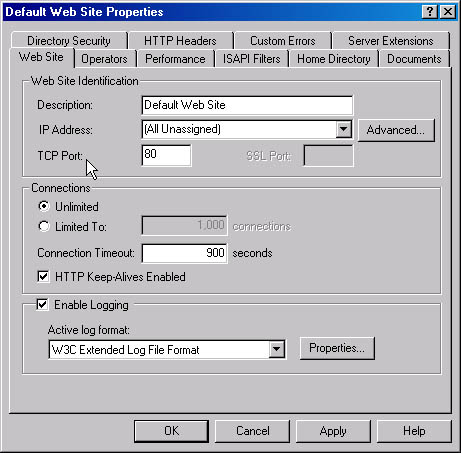 Default Web Site Properties
Directory Security HTTP Headers Custom Errors Server Extensions
Web Site Operators Performance ISAPI Filters Home Directory Documents
Web Site Identification
Description: Default Web Site
IP Address: (All Unassigned) Advanced...
TCP Port: 80 SSL Port:
Connections
Unlimited
Limited To: 1,000 connections
Connection Timeout: 900 seconds
HTTP Keep-Alives Enabled
Enable Logging
Active log format:
W3C Extended Log File Format Properties...
OK Cancel Apply Help